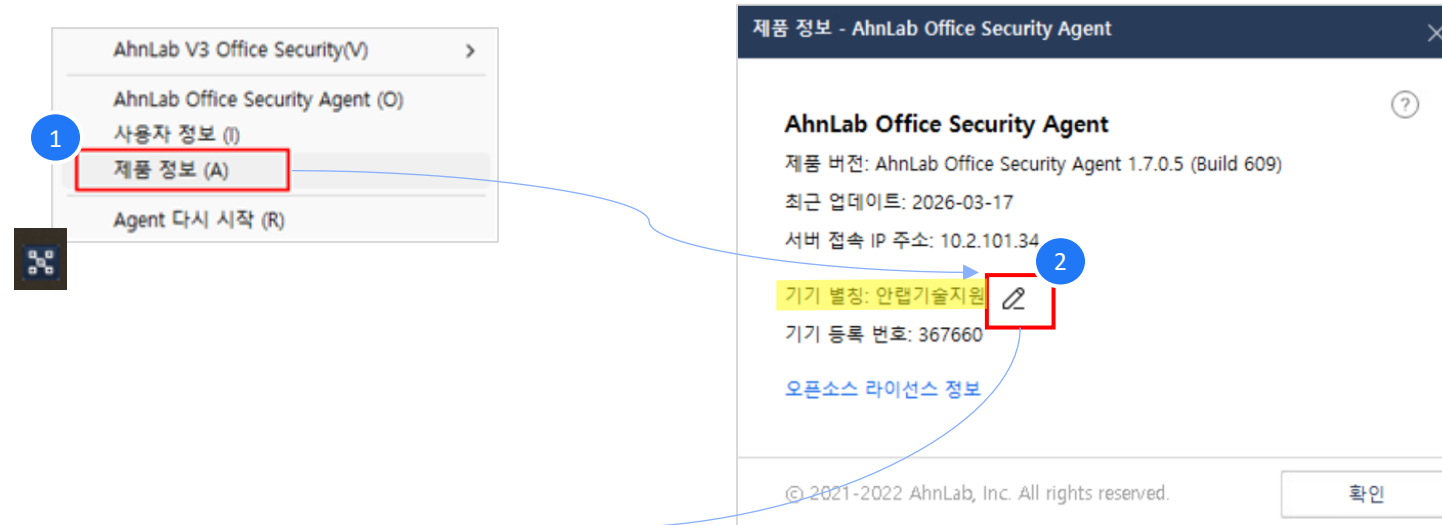 AhnLab V3 Office Security(V)
AhnLab Office Security Agent (O)
1
사용자 정보 (I)
제품 정보 (A)
Agent 다시 시작 (R)
제품 정보 - AhnLab Office Security Agent
?
AhnLab Office Security Agent
제품 버전: AhnLab Office Security Agent 1.7.0.5 (Build 609)
최근 업데이트: 2026-03-17
서버 접속 IP 주소: 10.2.101.34
2
기기 별칭: 안랩기술지원
기기 등록 번호: 367660
오픈소스 라이선스 정보
© 2021-2022 AhnLab, Inc. All rights reserved.
확인